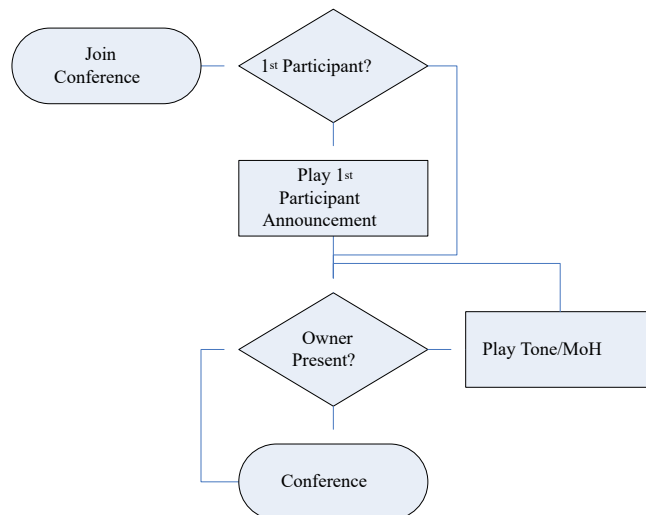 Join
Conference
1st Participant?
Play 1st
Participant
Announcement
Owner
Present?
Play Tone/MoH
Conference